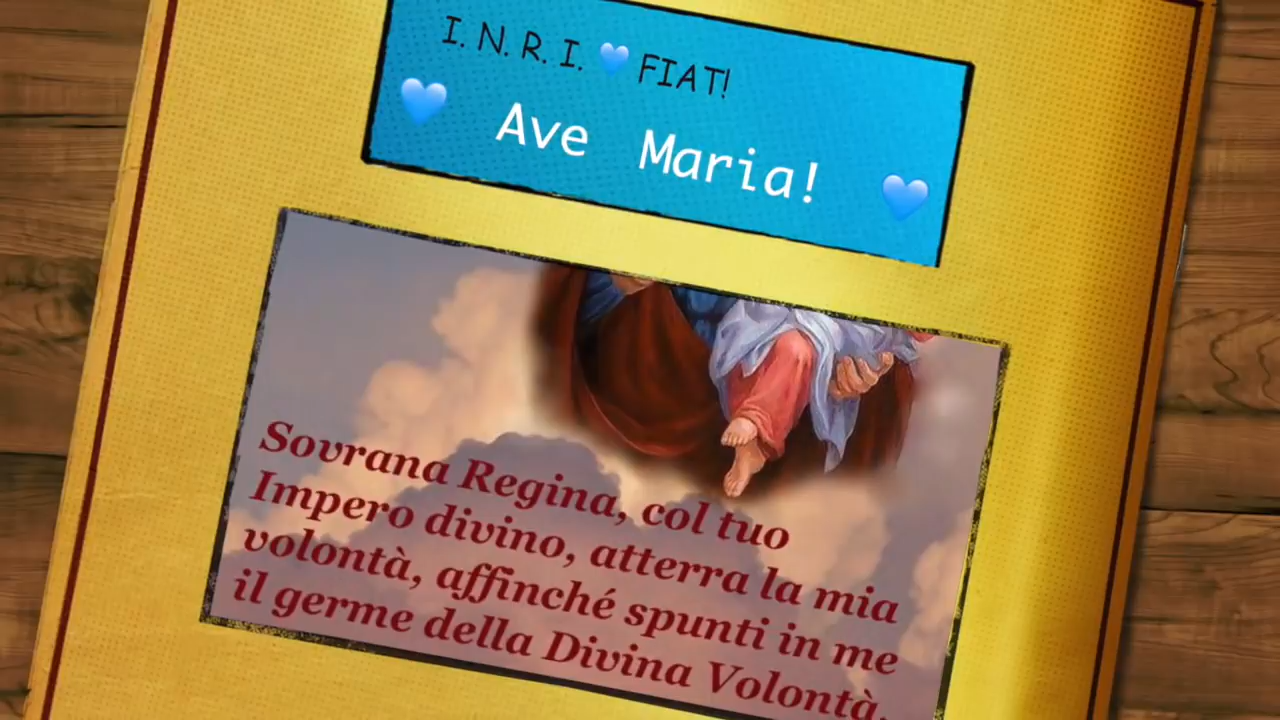 I. N. R. I. 💙 FIAT!
💙 Ave Maria! 💙
Sovrana Regina, col tuo
Impero divino, atterra la mia
volontà, affinché spunti in me
il germe della Divina Volontà.